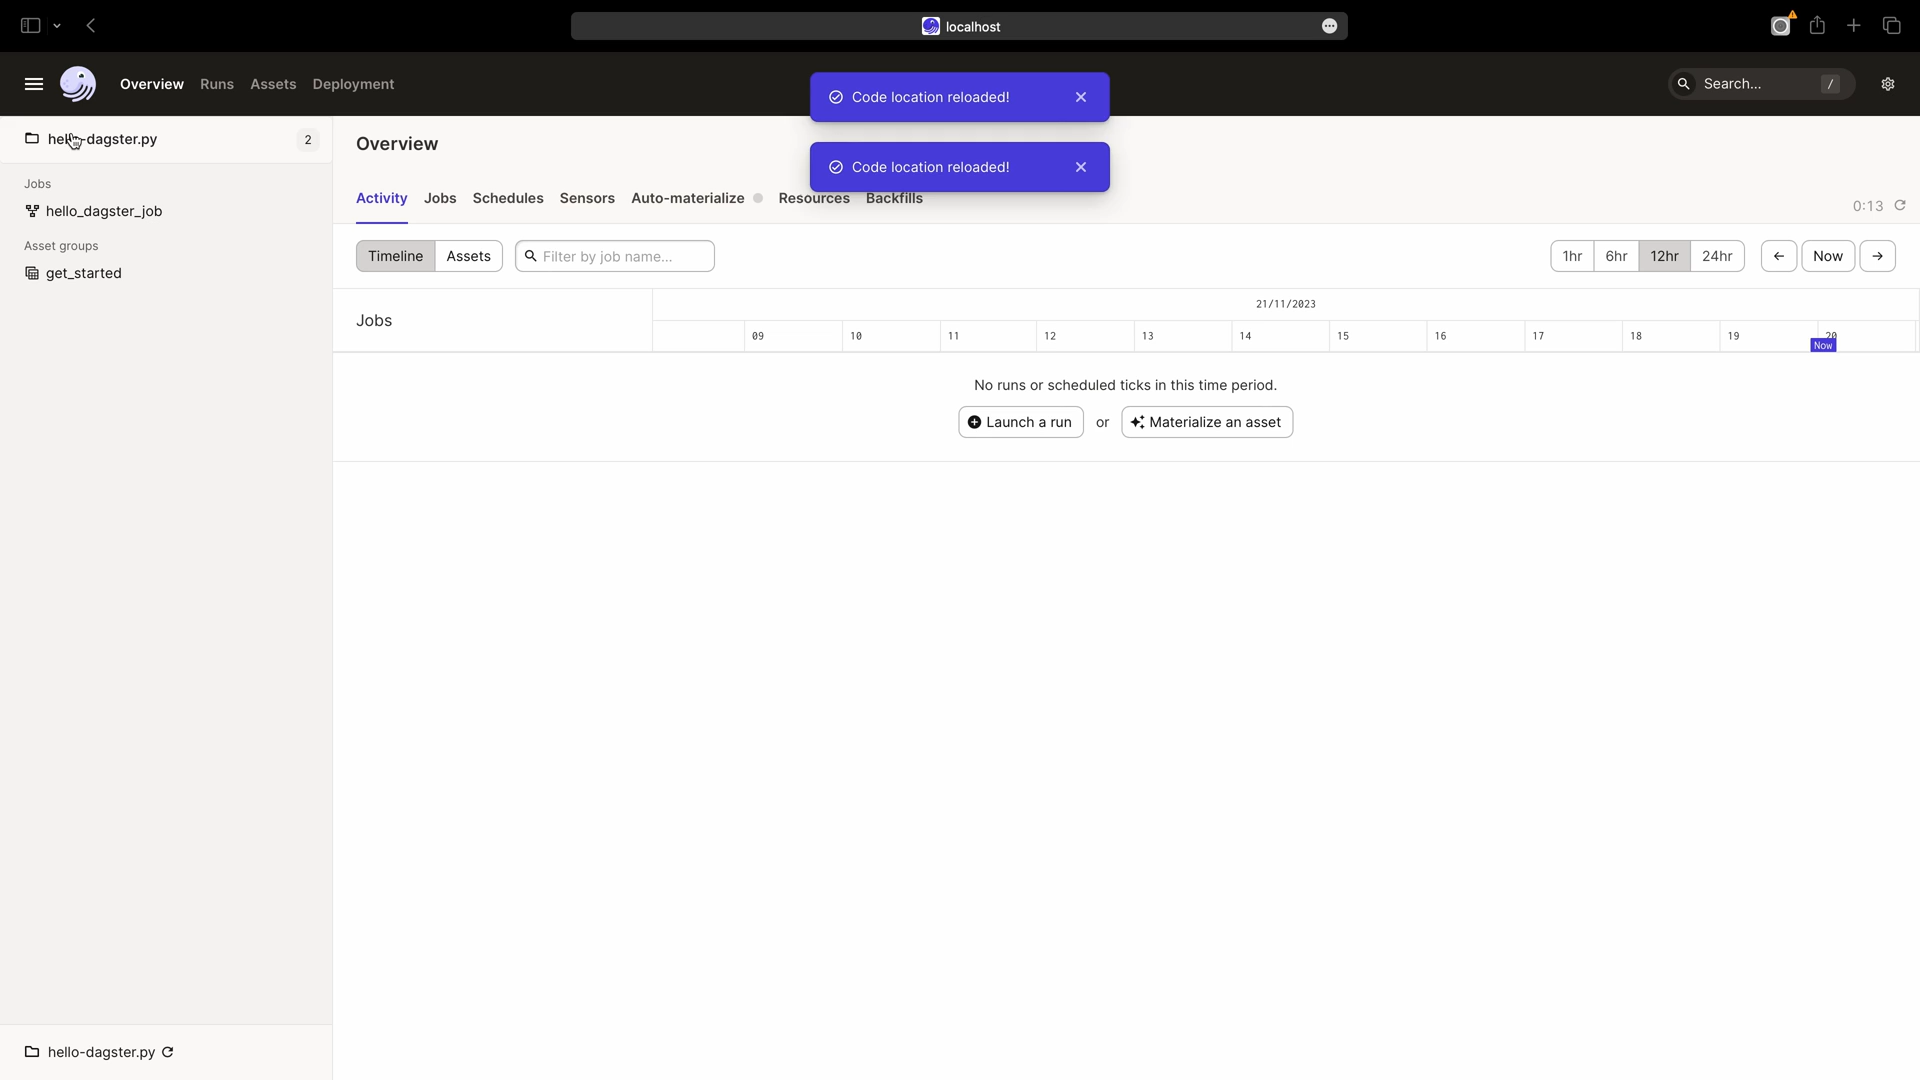 localhost
Overview Runs Assets Deployment
Search... /
Code location reloaded!
Code location reloaded!
hello-dagster.py 2
Jobs
hello_dagster_job
Asset groups
get_started
Overview
Activity Jobs Schedules Sensors Auto-materialize Resources Backfills
0:13
Timeline Assets Filter by job name...
1hr 6hr 12hr 24hr Now
Jobs
21/11/2023
09 10 11 12 13 14 15 16 17 18 19 20
Now
No runs or scheduled ticks in this time period.
Launch a run or Materialize an asset
hello-dagster.py